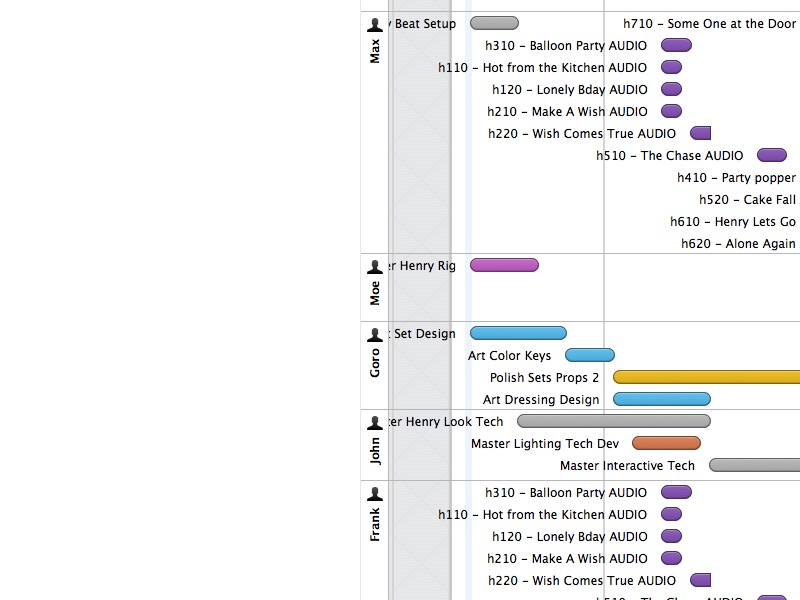 Max
Beat Setup
h710 – Some One at the Door
h310 – Balloon Party AUDIO
h110 – Hot from the Kitchen AUDIO
h120 – Lonely Bday AUDIO
h210 – Make A Wish AUDIO
h220 – Wish Comes True AUDIO
h510 – The Chase AUDIO
h410 – Party popper
h520 – Cake Fall
h610 – Henry Lets Go
h620 – Alone Again
Moe
er Henry Rig
Goro
Set Design
Art Color Keys
Polish Sets Props 2
Art Dressing Design
John
ter Henry Look Tech
Master Lighting Tech Dev
Master Interactive Tech
Frank
h310 – Balloon Party AUDIO
h110 – Hot from the Kitchen AUDIO
h120 – Lonely Bday AUDIO
h210 – Make A Wish AUDIO
h220 – Wish Comes True AUDIO
h510 – The Chase AUDIO